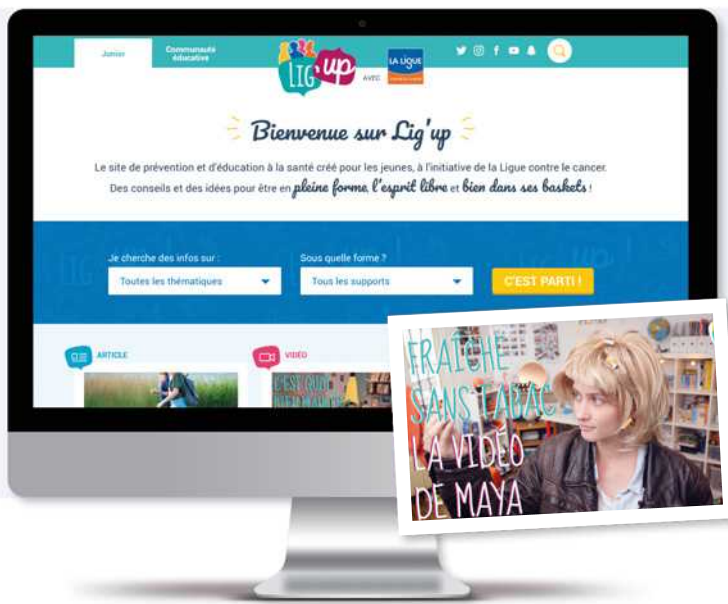 Junior
Communauté
éducative
LIG'up
AVEC
LA LIGUE
Bienvenue sur Lig'up
Le site de prévention et d'éducation à la santé créé pour les jeunes, à l'initiative de la Ligue contre le cancer.
Des conseils et des idées pour être en pleine forme, l'esprit libre et bien dans ses baskets !
Je cherche des infos sur :
Sous quelle forme ?
Toutes les thématiques
Tous les supports
C'EST PARTI !
ARTICLE
VIDÉO
C'EST QUOI
FRAÎCHE
SANS TABAC
LA VIDÉO
DE MAYA